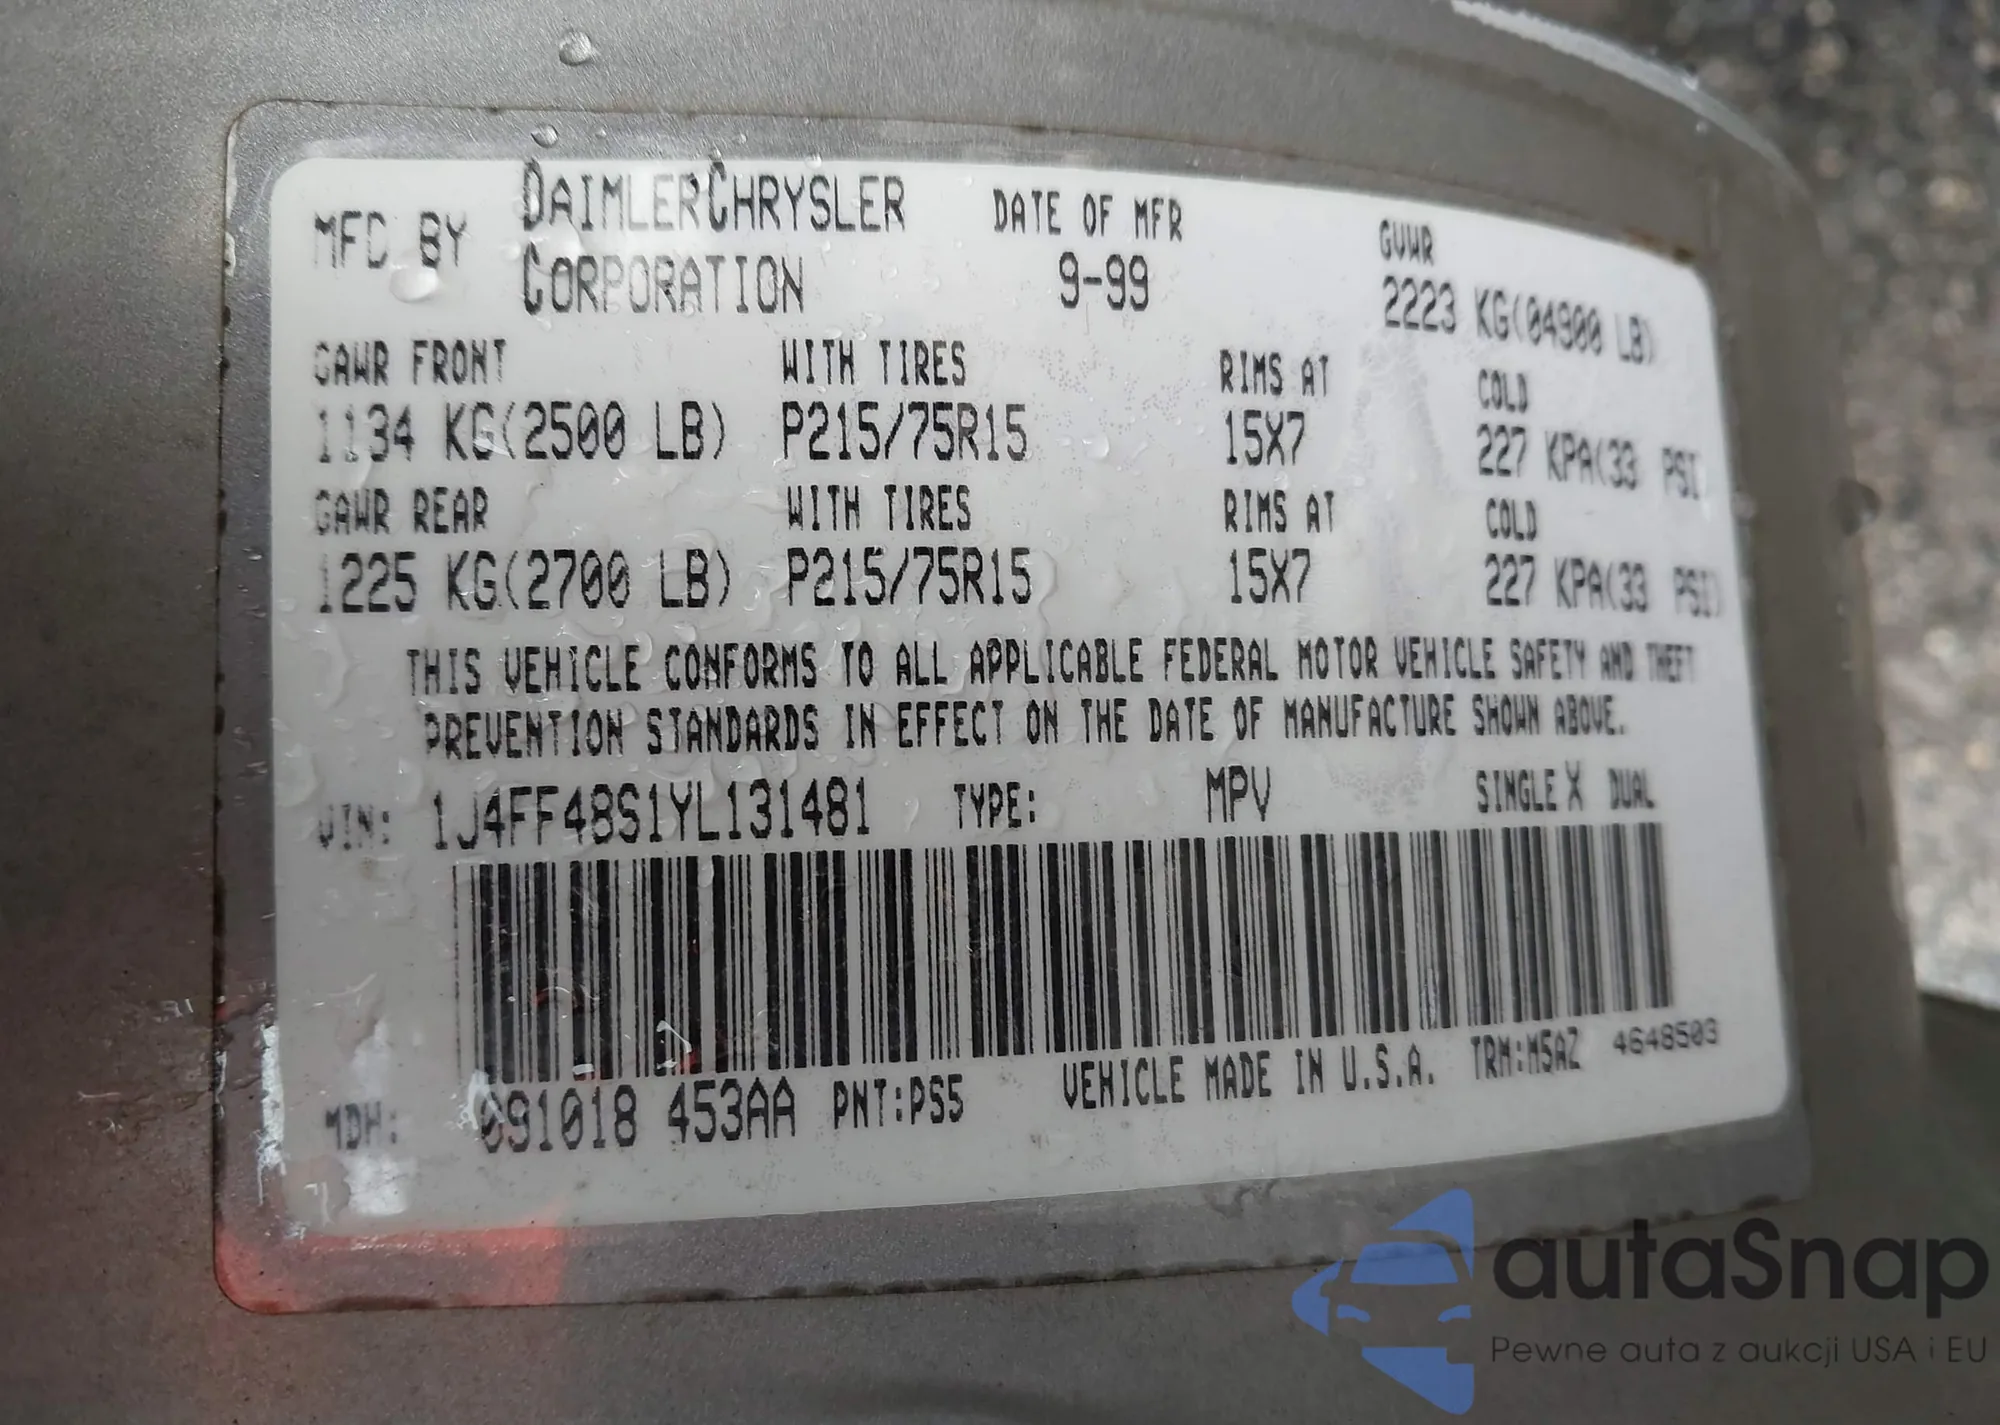 MFD BY DAIMLERCHRYSLER CORPORATION DATE OF MFR 9-99 GVWR 2223 KG(04900 LB)
GAWR FRONT WITH TIRES RIMS AT COLD
1134 KG(2500 LB) P215/75R15 15X7 227 KPA(33 PSI)
GAWR REAR WITH TIRES RIMS AT COLD
1225 KG(2700 LB) P215/75R15 15X7 227 KPA(33 PSI)
THIS VEHICLE CONFORMS TO ALL APPLICABLE FEDERAL MOTOR VEHICLE SAFETY AND THEFT
PREVENTION STANDARDS IN EFFECT ON THE DATE OF MANUFACTURE SHOWN ABOVE.
VIN: 1J4FF48S1YL131481 TYPE: MPV SINGLE X DUAL
MDH: 091018 453AA PNT:PS5 VEHICLE MADE IN U.S.A. TRM:M5AZ 4648503
autaSnap
Pewne auta z aukcji USA i EU